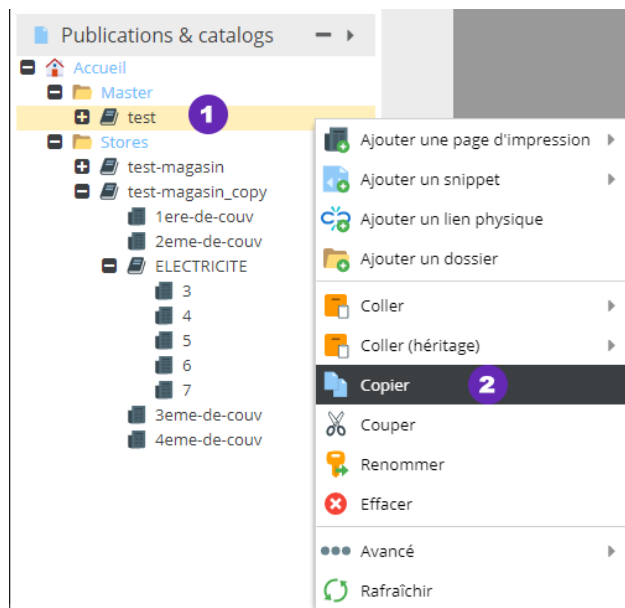 Publications & catalogs
Accueil
Master
test
1
Stores
test-magasin
test-magasin_copy
1ere-de-couv
2eme-de-couv
ELECTRICITE
3
4
5
6
7
3eme-de-couv
4eme-de-couv
Ajouter une page d'impression
Ajouter un snippet
Ajouter un lien physique
Ajouter un dossier
Coller
Coller (héritage)
Copier
2
Couper
Renommer
Effacer
Avancé
Rafraîchir